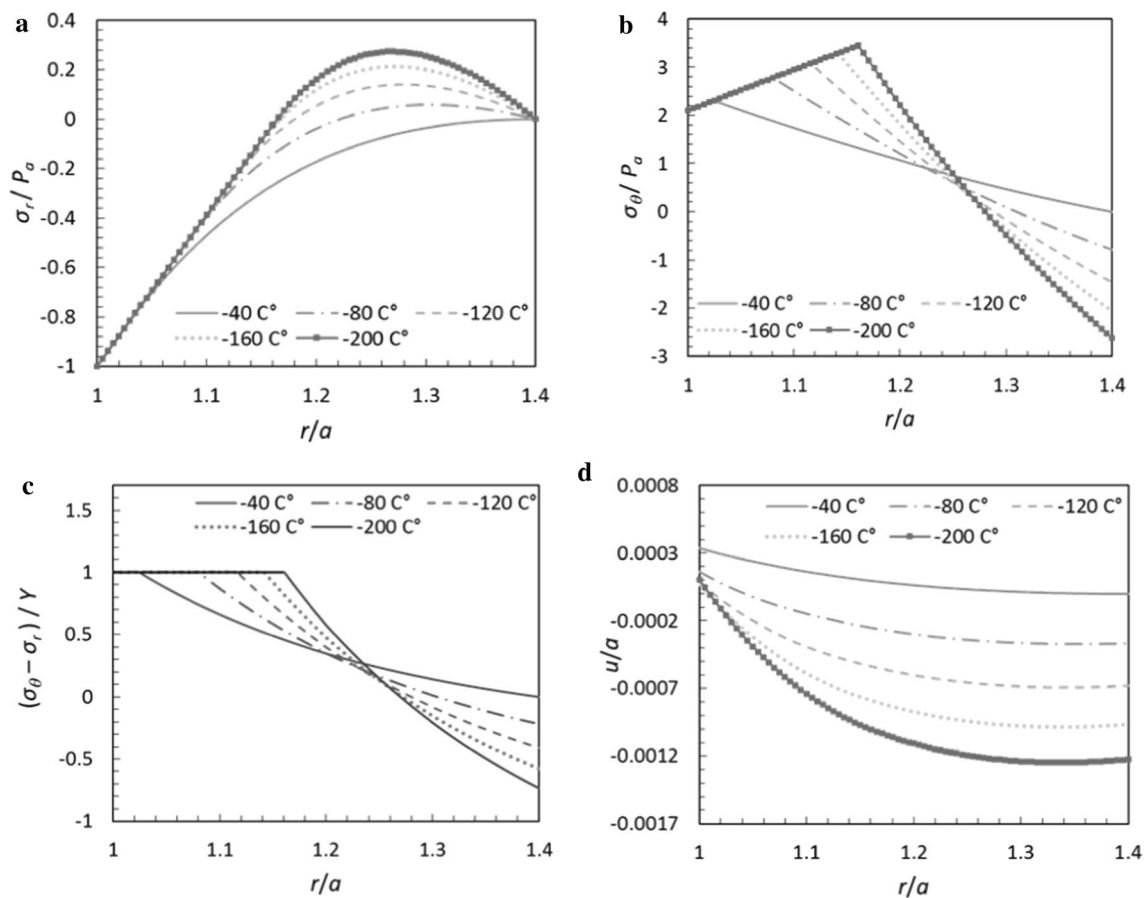 a
0.4
0.2
0
-0.2
-0.4
-0.6
-0.8
-1
σr / Pa
-40 C° -80 C° -120 C°
-160 C° -200 C°
1 1.1 1.2 1.3 1.4
r/a
b
4
3
2
1
0
-1
-2
-3
σθ / Pa
-40 C° -80 C° -120 C°
-160 C° -200 C°
1 1.1 1.2 1.3 1.4
r/a
c
1.5
1
0.5
0
-0.5
-1
(σθ – σr) / Y
-40 C° -80 C° -120 C°
-160 C° -200 C°
1 1.1 1.2 1.3 1.4
r/a
d
0.0008
0.0003
-0.0002
-0.0007
-0.0012
-0.0017
u/a
-40 C° -80 C° -120 C°
-160 C° -200 C°
1 1.1 1.2 1.3 1.4
r/a